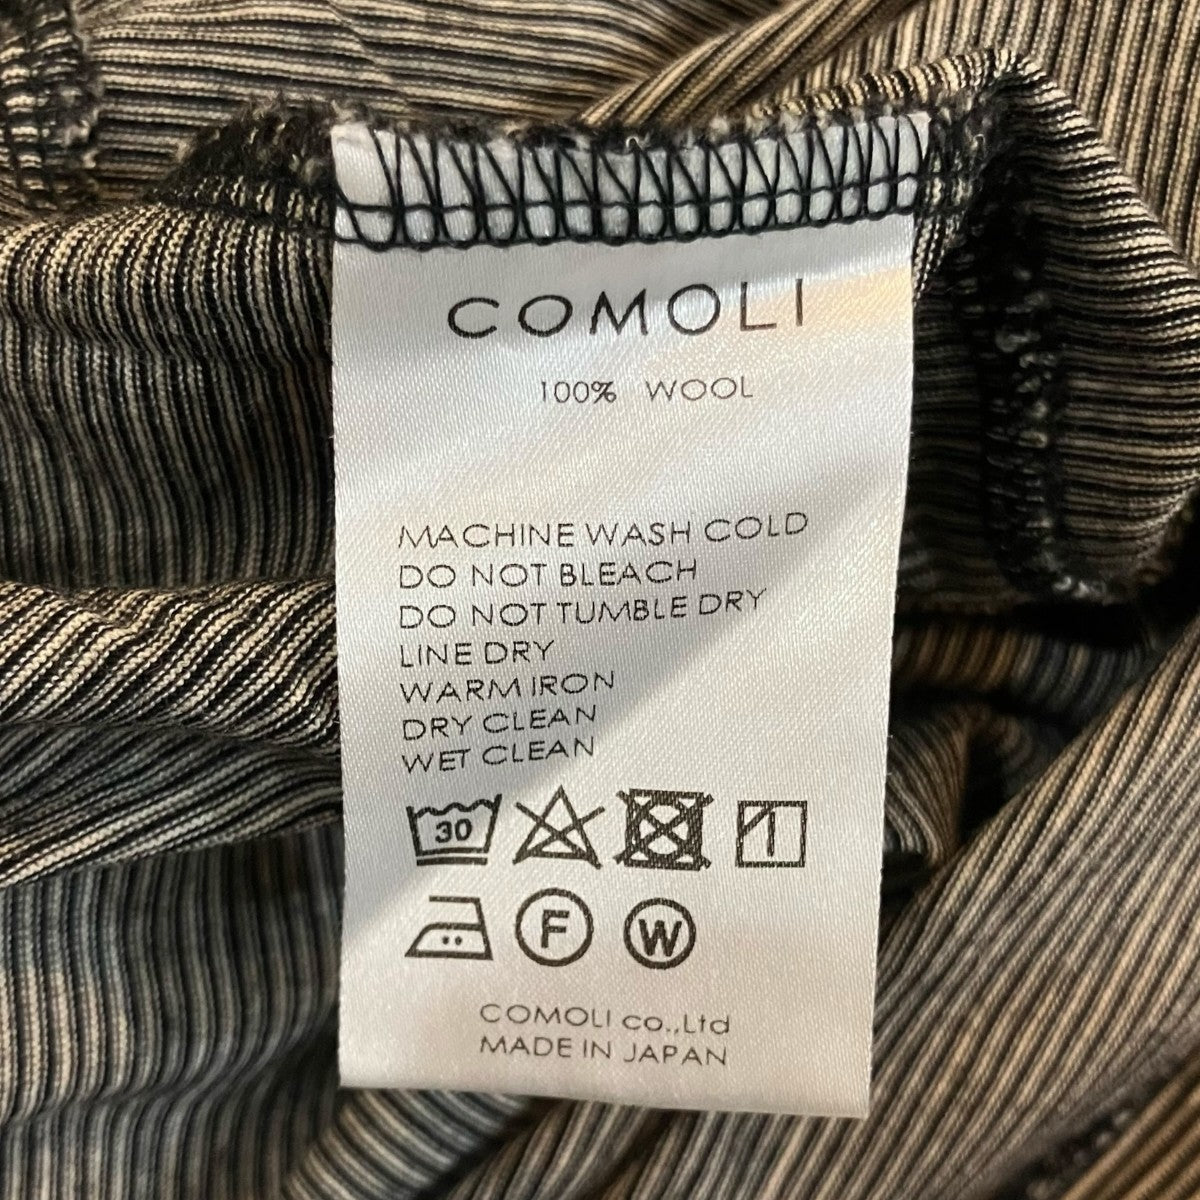 COMOLI
100% WOOL
MACHINE WASH COLD
DO NOT BLEACH
DO NOT TUMBLE DRY
LINE DRY
WARM IRON
DRY CLEAN
WET CLEAN
30
F W
COMOLI co.,Ltd
MADE IN JAPAN